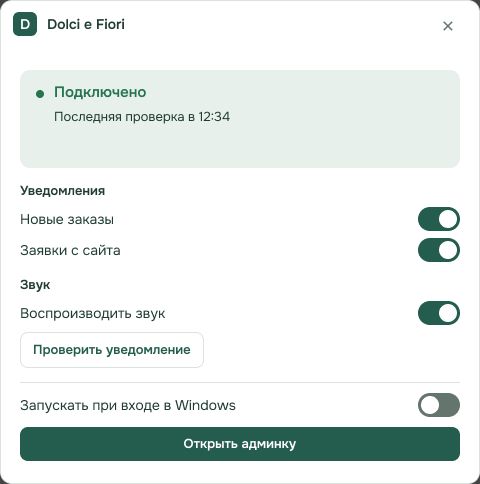 D Dolci e Fiori
Подключено
Последняя проверка в 12:34
Уведомления
Новые заказы
Заявки с сайта
Звук
Воспроизводить звук
Проверить уведомление
Запускать при входе в Windows
Открыть админку